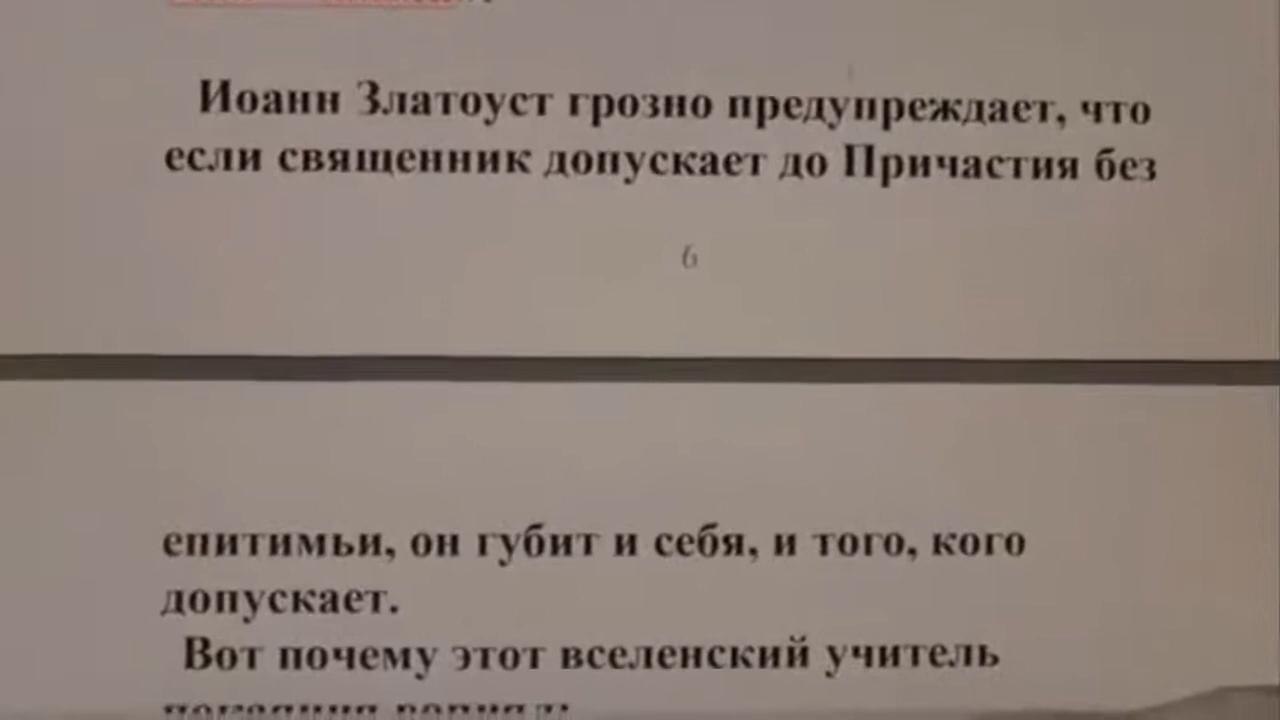 Иоанн Златоуст грозно предупреждает, что
если священник допускает до Причастия без
6
епитимьи, он губит и себя, и того, кого
допускает.
Вот почему этот вселенский учитель